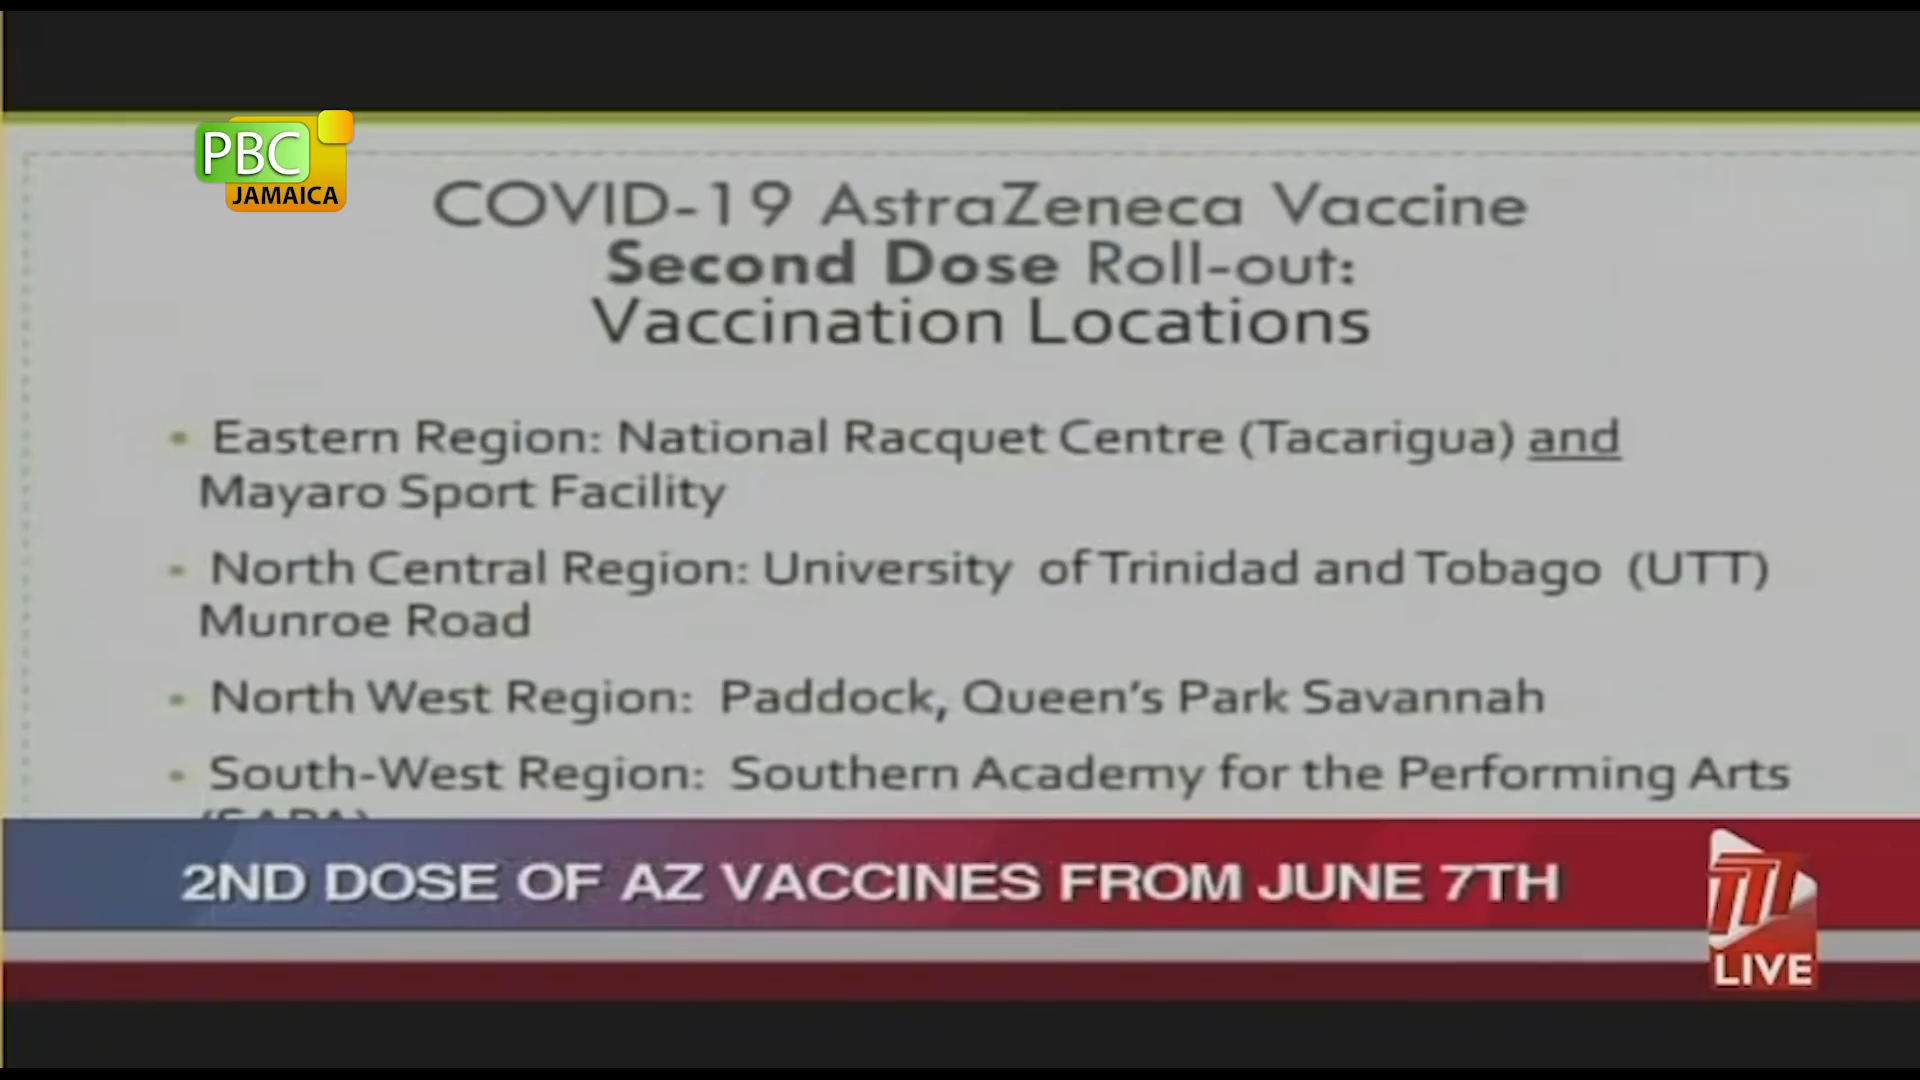 PBC
JAMAICA
COVID-19 AstraZeneca Vaccine
Second Dose Roll-out:
Vaccination Locations
Eastern Region: National Racquet Centre (Tacarigua) and
Mayaro Sport Facility
North Central Region: University of Trinidad and Tobago (UTT)
Munroe Road
North West Region: Paddock, Queen's Park Savannah
South-West Region: Southern Academy for the Performing Arts
(SAPA)
2ND DOSE OF AZ VACCINES FROM JUNE 7TH
TTT
LIVE